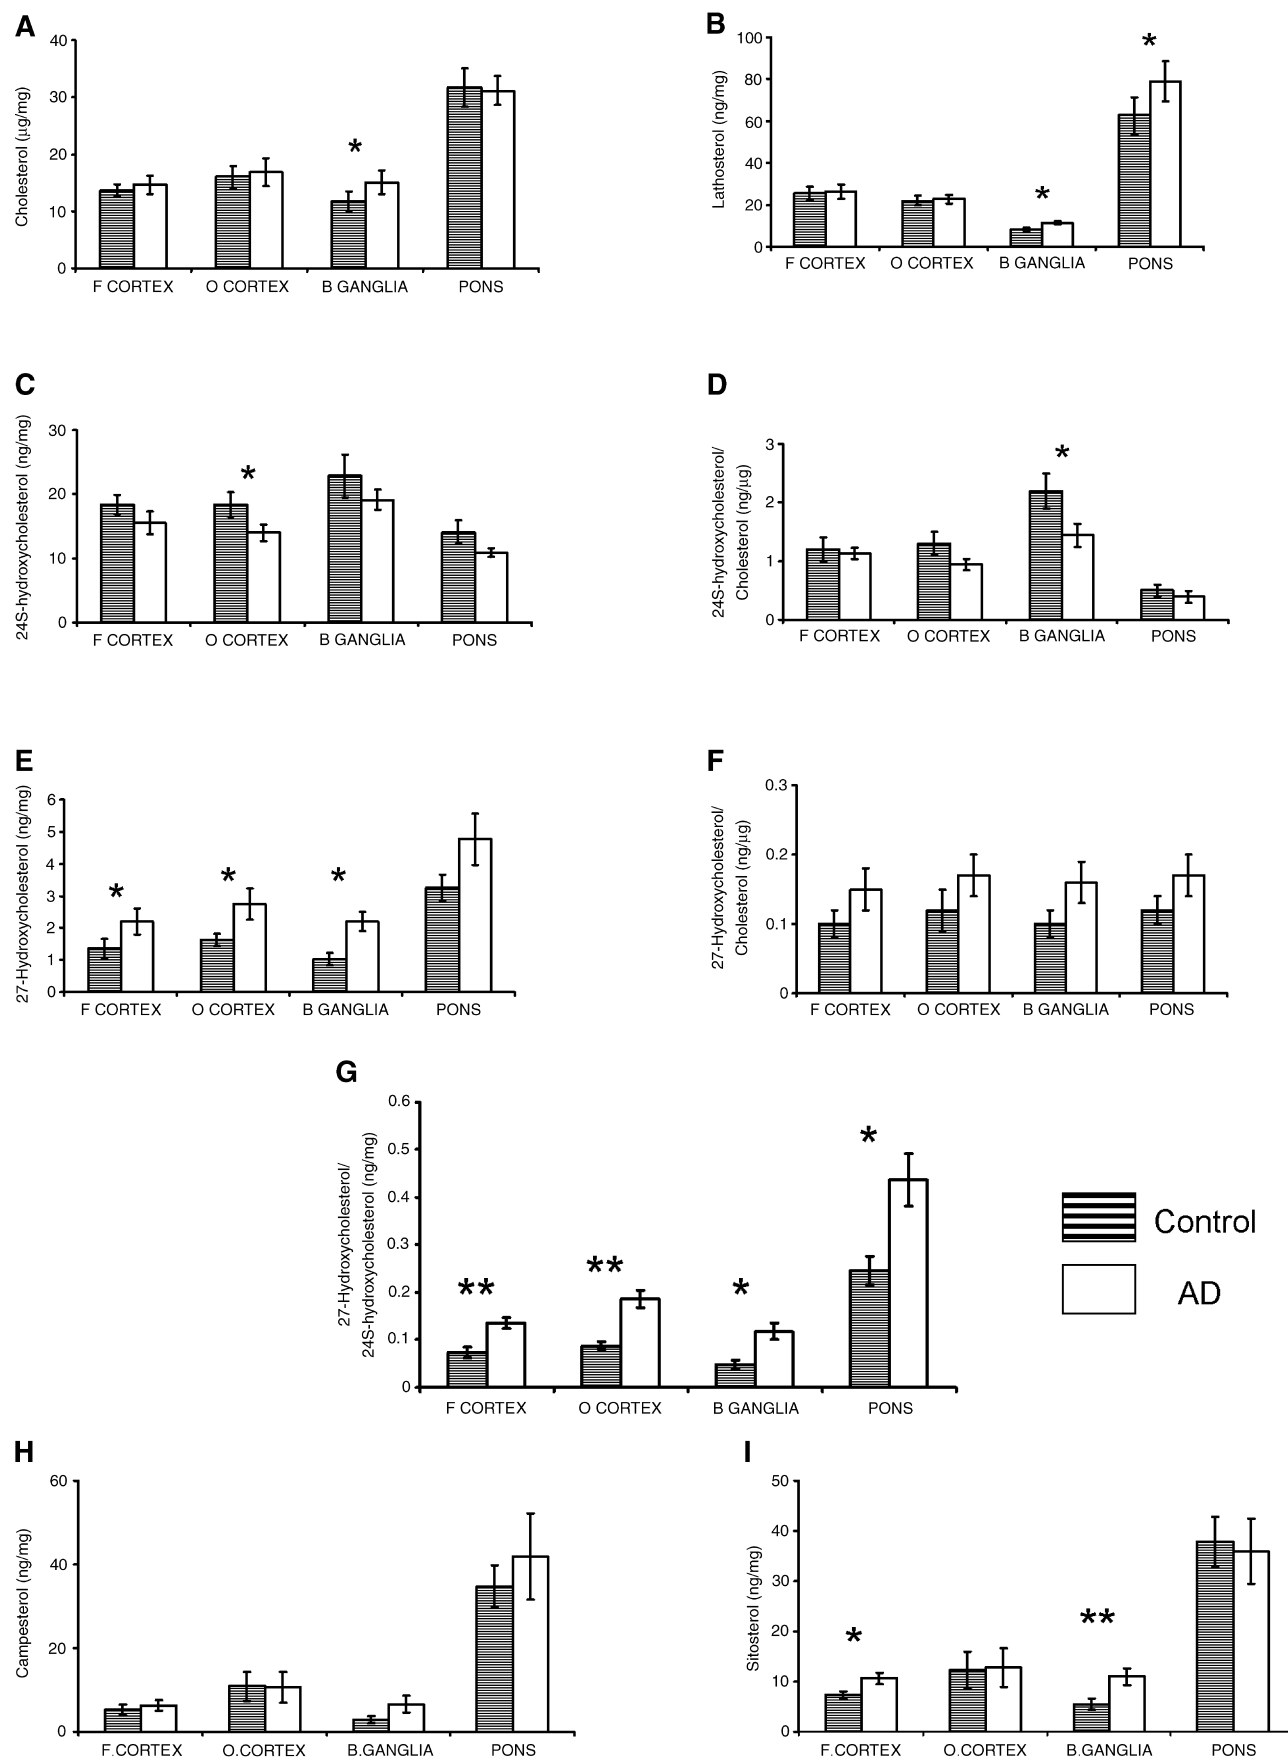 A
Cholesterol (µg/mg)
40
30
20
10
0
*
F CORTEX O CORTEX B GANGLIA PONS
B
Lathosterol (ng/mg)
100
80
60
40
20
0
*
*
F CORTEX O CORTEX B GANGLIA PONS
C
24S-hydroxycholesterol (ng/mg)
30
20
10
0
*
F CORTEX O CORTEX B GANGLIA PONS
D
24S-hydroxycholesterol/
Cholesterol (ng/µg)
3
2
1
0
*
F CORTEX O CORTEX B GANGLIA PONS
E
27-Hydroxycholesterol (ng/mg)
6
5
4
3
2
1
0
* * *
F CORTEX O CORTEX B GANGLIA PONS
F
27-Hydroxycholesterol/
Cholesterol (ng/µg)
0.3
0.2
0.1
0
F CORTEX O CORTEX B GANGLIA PONS
G
27-Hydroxycholesterol/
24S-hydroxycholesterol (ng/mg)
0.6
0.5
0.4
0.3
0.2
0.1
0
** ** * *
F CORTEX O CORTEX B GANGLIA PONS
Control
AD
H
Campesterol (ng/mg)
60
40
20
0
F.CORTEX O.CORTEX B.GANGLIA PONS
I
Sitosterol (ng/mg)
50
40
30
20
10
0
* **
F.CORTEX O.CORTEX B.GANGLIA PONS